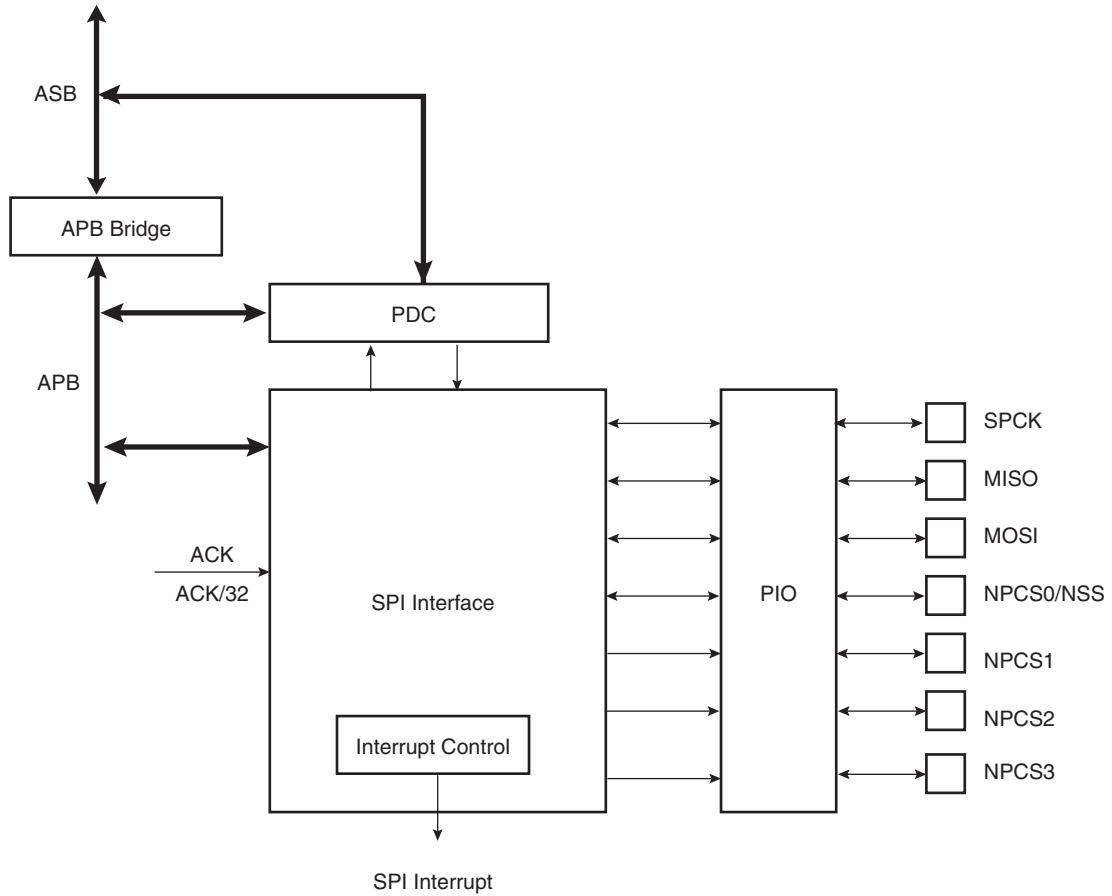 ASB
APB Bridge
PDC
APB
SPCK
MISO
MOSI
ACK
ACK/32
SPI Interface
PIO
NPCS0/NSS
NPCS1
NPCS2
Interrupt Control
NPCS3
SPI Interrupt